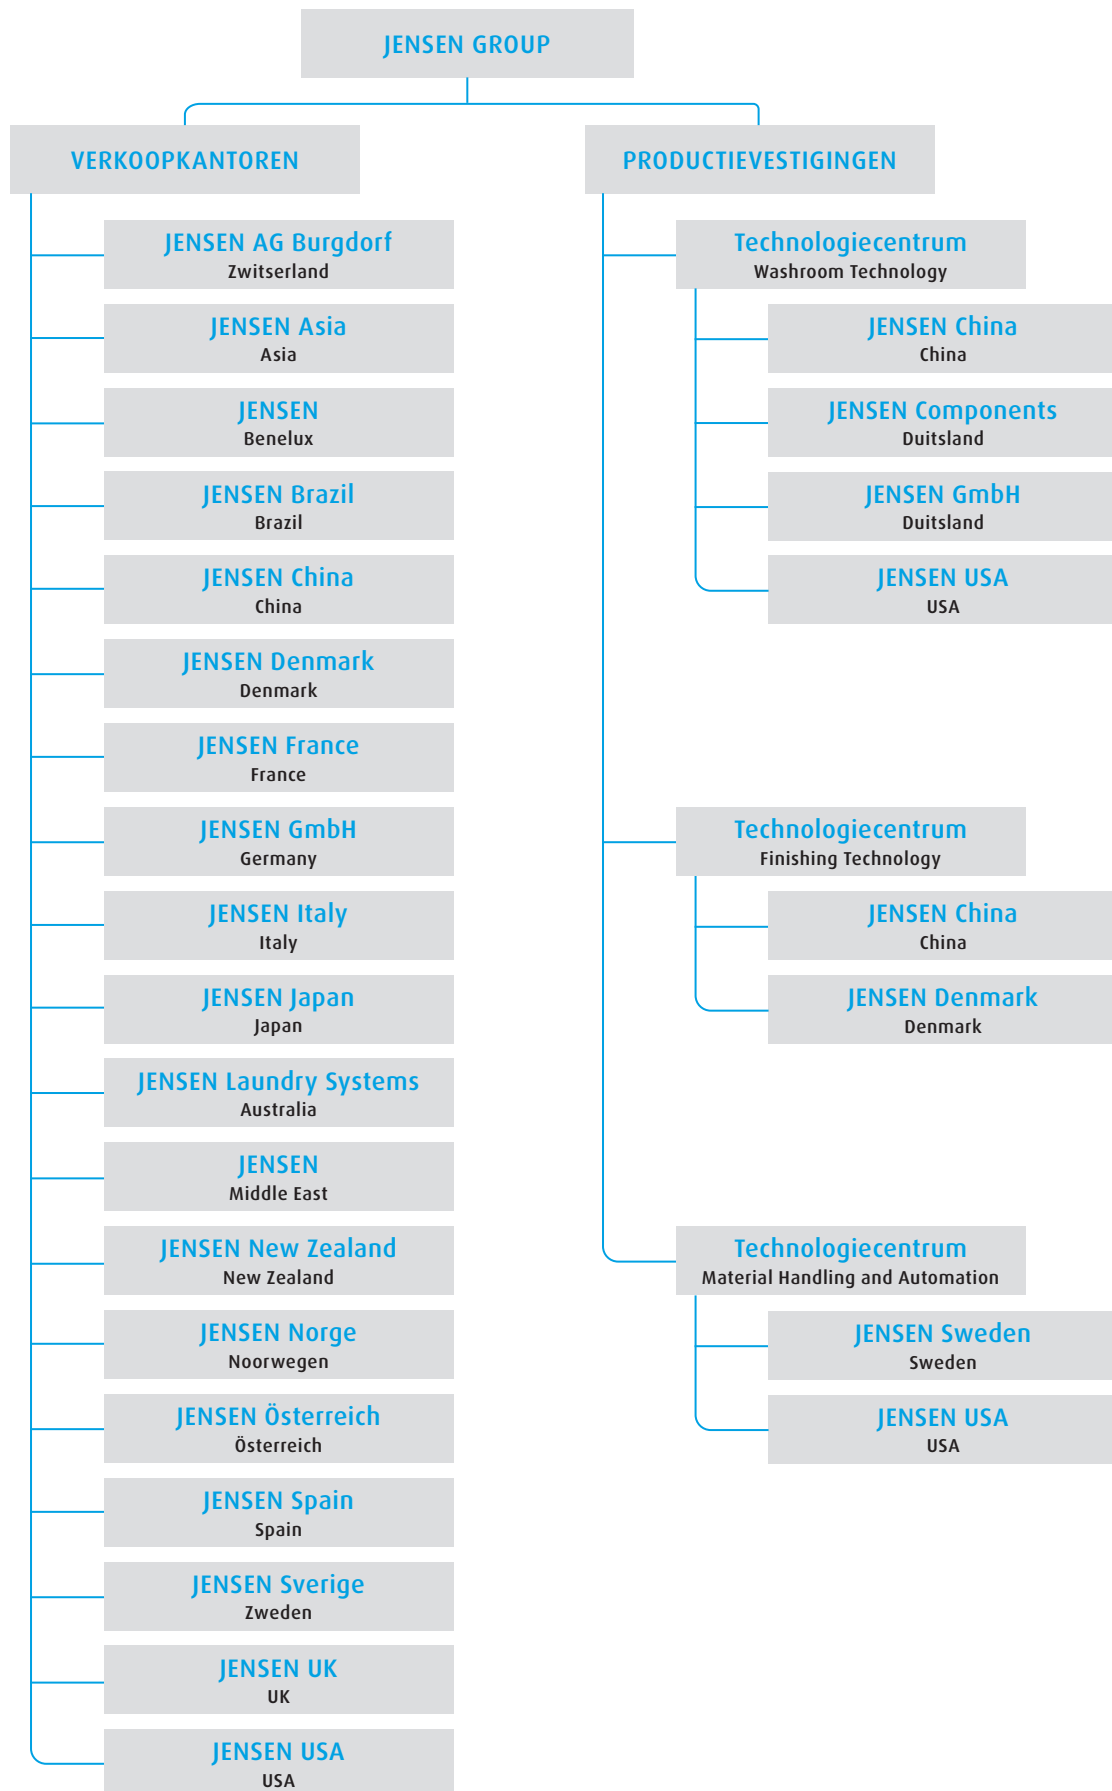 JENSEN GROUP
VERKOOPKANTOREN
JENSEN AG Burgdorf
Zwitserland
JENSEN Asia
Asia
JENSEN
Benelux
JENSEN Brazil
Brazil
JENSEN China
China
JENSEN Denmark
Denmark
JENSEN France
France
JENSEN GmbH
Germany
JENSEN Italy
Italy
JENSEN Japan
Japan
JENSEN Laundry Systems
Australia
JENSEN
Middle East
JENSEN New Zealand
New Zealand
JENSEN Norge
Noorwegen
JENSEN Österreich
Österreich
JENSEN Spain
Spain
JENSEN Sverige
Zweden
JENSEN UK
UK
JENSEN USA
USA
PRODUCTIEVESTIGINGEN
Technologiecentrum
Washroom Technology
JENSEN China
China
JENSEN Components
Duitsland
JENSEN GmbH
Duitsland
JENSEN USA
USA
Technologiecentrum
Finishing Technology
JENSEN China
China
JENSEN Denmark
Denmark
Technologiecentrum
Material Handling and Automation
JENSEN Sweden
Sweden
JENSEN USA
USA